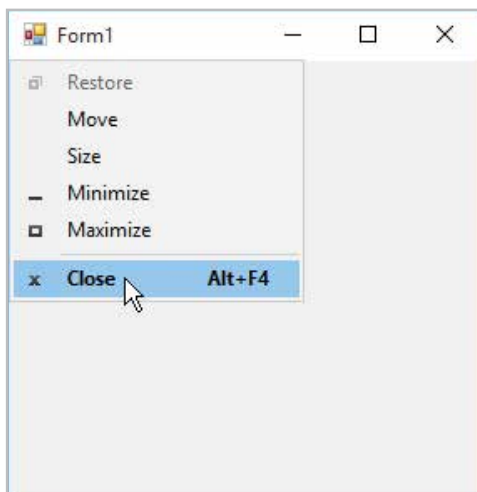 Form1
Restore
Move
Size
Minimize
Maximize
Close Alt+F4